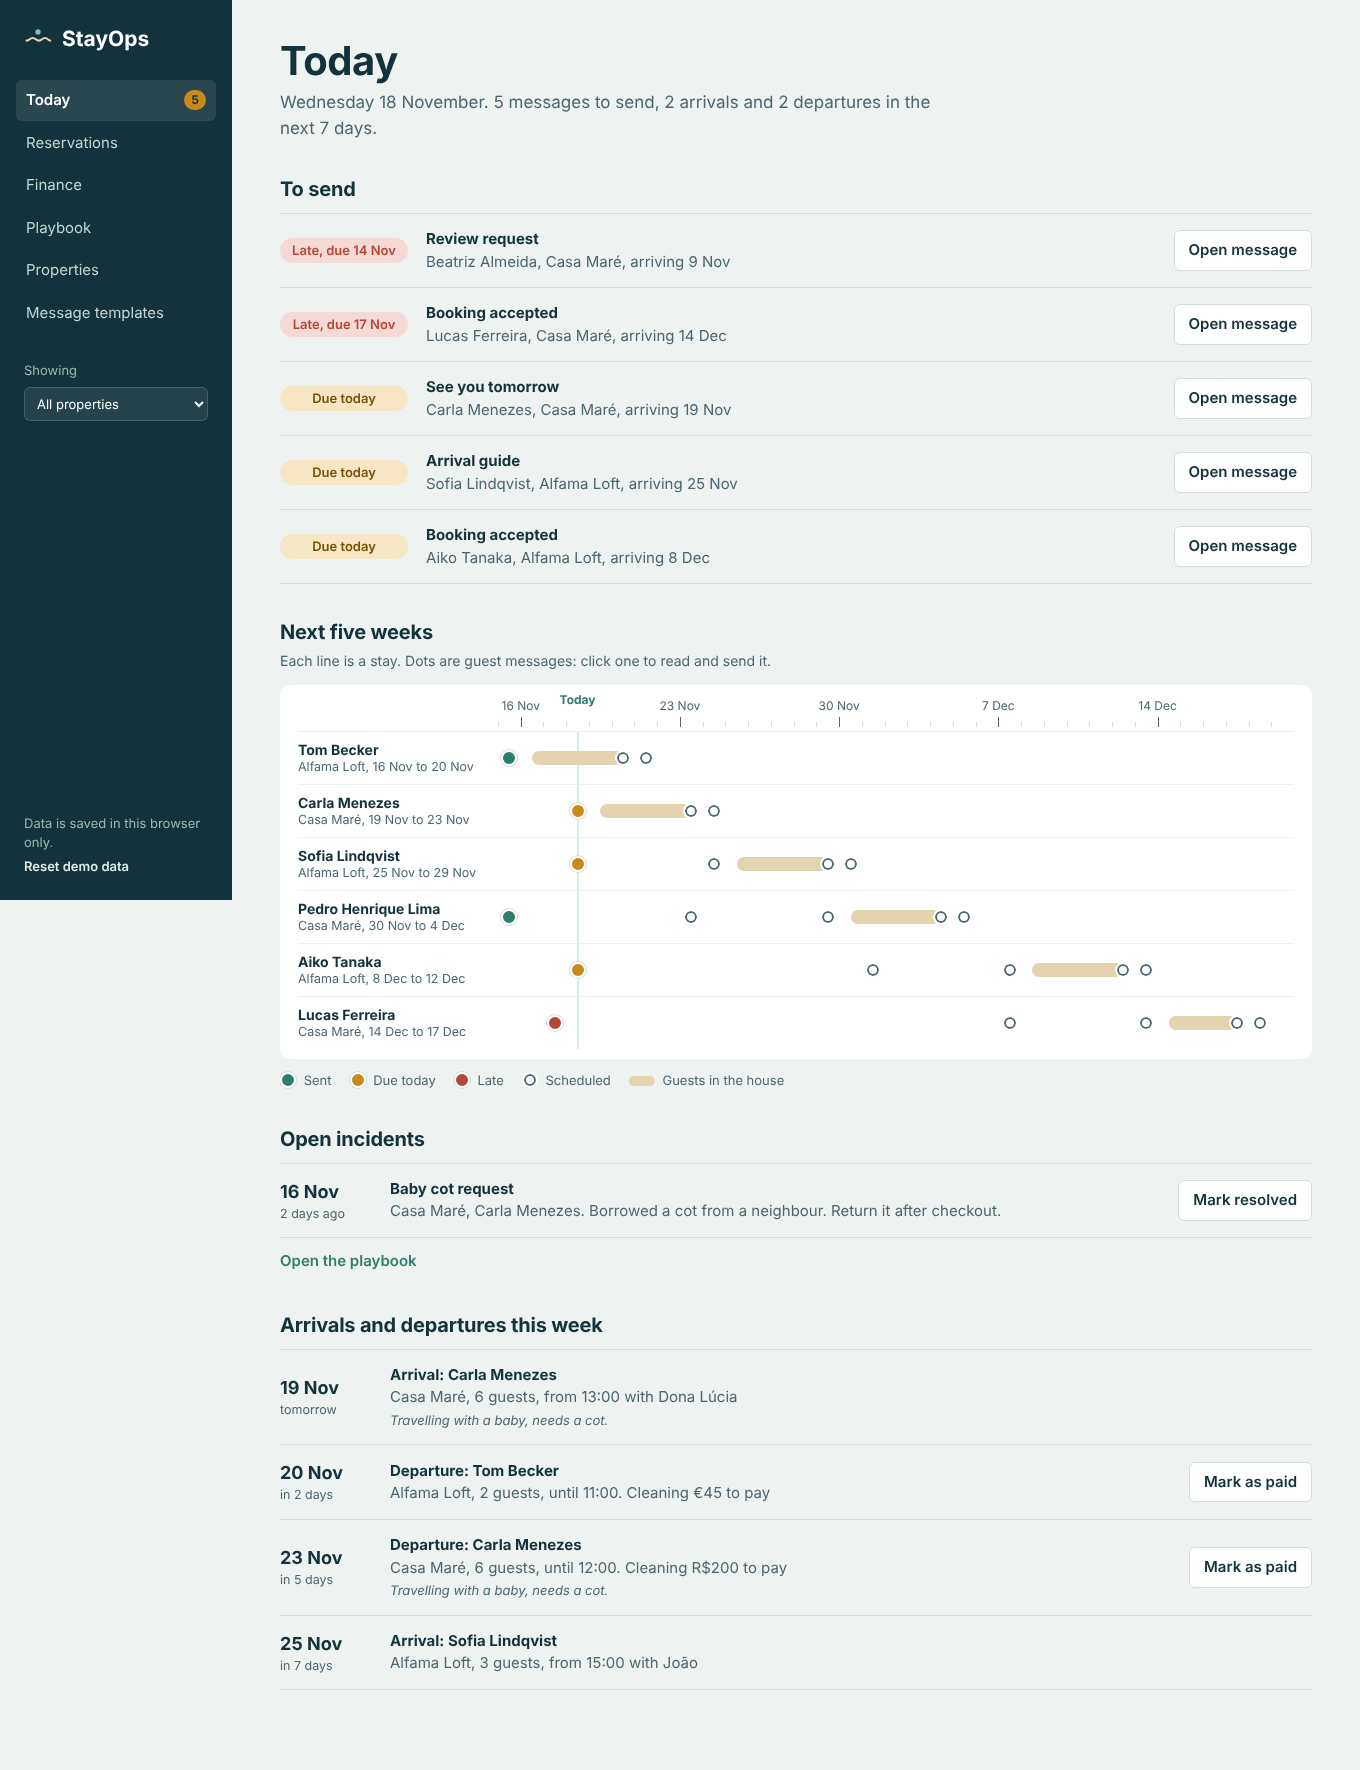 StayOps
Today 5
Reservations
Finance
Playbook
Properties
Message templates
Showing
All properties
Data is saved in this browser
only.
Reset demo data
Today
Wednesday 18 November. 5 messages to send, 2 arrivals and 2 departures in the
next 7 days.
To send
Late, due 14 Nov
Review request
Beatriz Almeida, Casa Maré, arriving 9 Nov
Open message
Late, due 17 Nov
Booking accepted
Lucas Ferreira, Casa Maré, arriving 14 Dec
Open message
Due today
See you tomorrow
Carla Menezes, Casa Maré, arriving 19 Nov
Open message
Due today
Arrival guide
Sofia Lindqvist, Alfama Loft, arriving 25 Nov
Open message
Due today
Booking accepted
Aiko Tanaka, Alfama Loft, arriving 8 Dec
Open message
Next five weeks
Each line is a stay. Dots are guest messages: click one to read and send it.
16 Nov Today 23 Nov 30 Nov 7 Dec 14 Dec
Tom Becker
Alfama Loft, 16 Nov to 20 Nov
Carla Menezes
Casa Maré, 19 Nov to 23 Nov
Sofia Lindqvist
Alfama Loft, 25 Nov to 29 Nov
Pedro Henrique Lima
Casa Maré, 30 Nov to 4 Dec
Aiko Tanaka
Alfama Loft, 8 Dec to 12 Dec
Lucas Ferreira
Casa Maré, 14 Dec to 17 Dec
Sent Due today Late Scheduled Guests in the house
Open incidents
16 Nov
2 days ago
Baby cot request
Casa Maré, Carla Menezes. Borrowed a cot from a neighbour. Return it after checkout.
Mark resolved
Open the playbook
Arrivals and departures this week
19 Nov
tomorrow
Arrival: Carla Menezes
Casa Maré, 6 guests, from 13:00 with Dona Lúcia
Travelling with a baby, needs a cot.
20 Nov
in 2 days
Departure: Tom Becker
Alfama Loft, 2 guests, until 11:00. Cleaning €45 to pay
Mark as paid
23 Nov
in 5 days
Departure: Carla Menezes
Casa Maré, 6 guests, until 12:00. Cleaning R$200 to pay
Travelling with a baby, needs a cot.
Mark as paid
25 Nov
in 7 days
Arrival: Sofia Lindqvist
Alfama Loft, 3 guests, from 15:00 with João